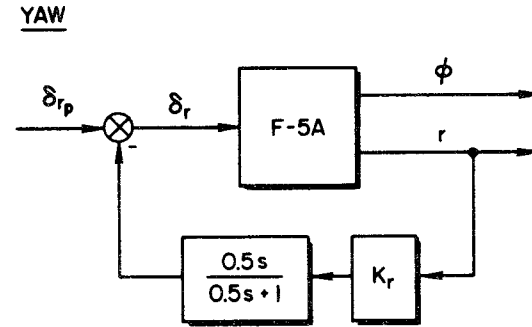 YAW
δrp
δr
F-5A
ϕ
r
-
0.5s
0.5s + 1
Kr